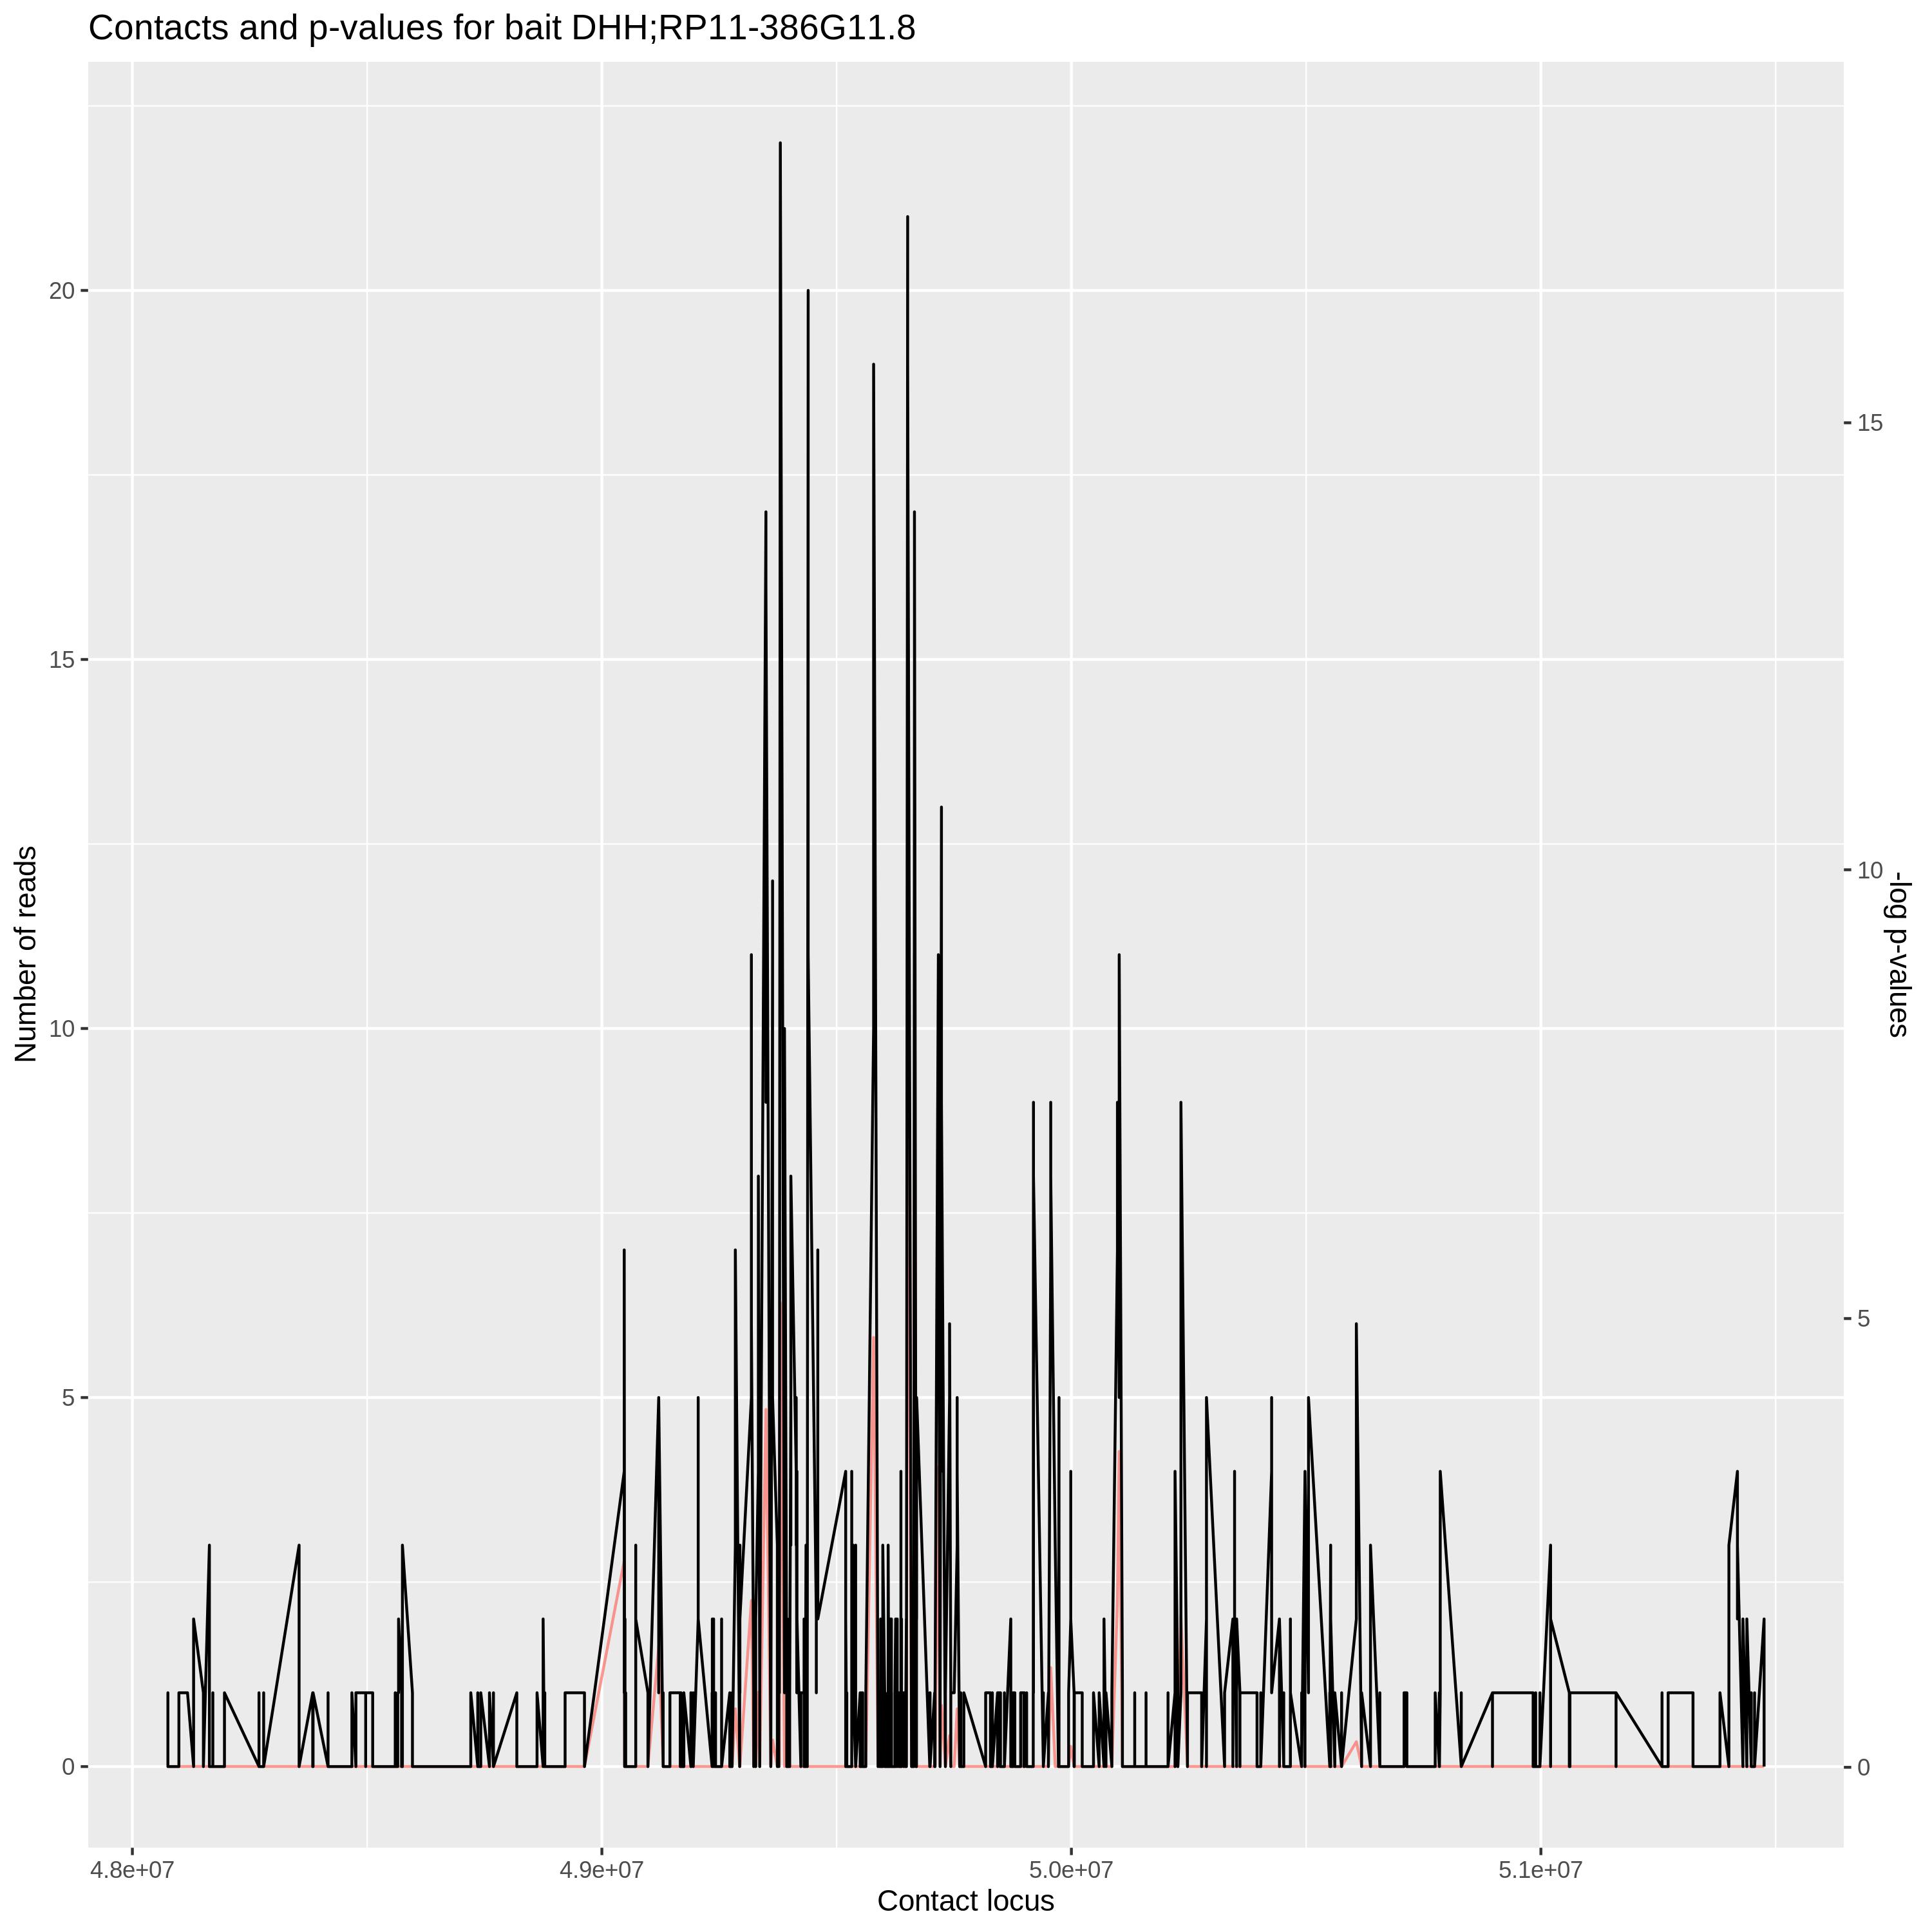 Contacts and p-values for bait DHH;RP11-386G11.8
20
15
10
5
0
Number of reads
15
10
5
0
-log p-values
4.8e+07 4.9e+07 5.0e+07 5.1e+07
Contact locus